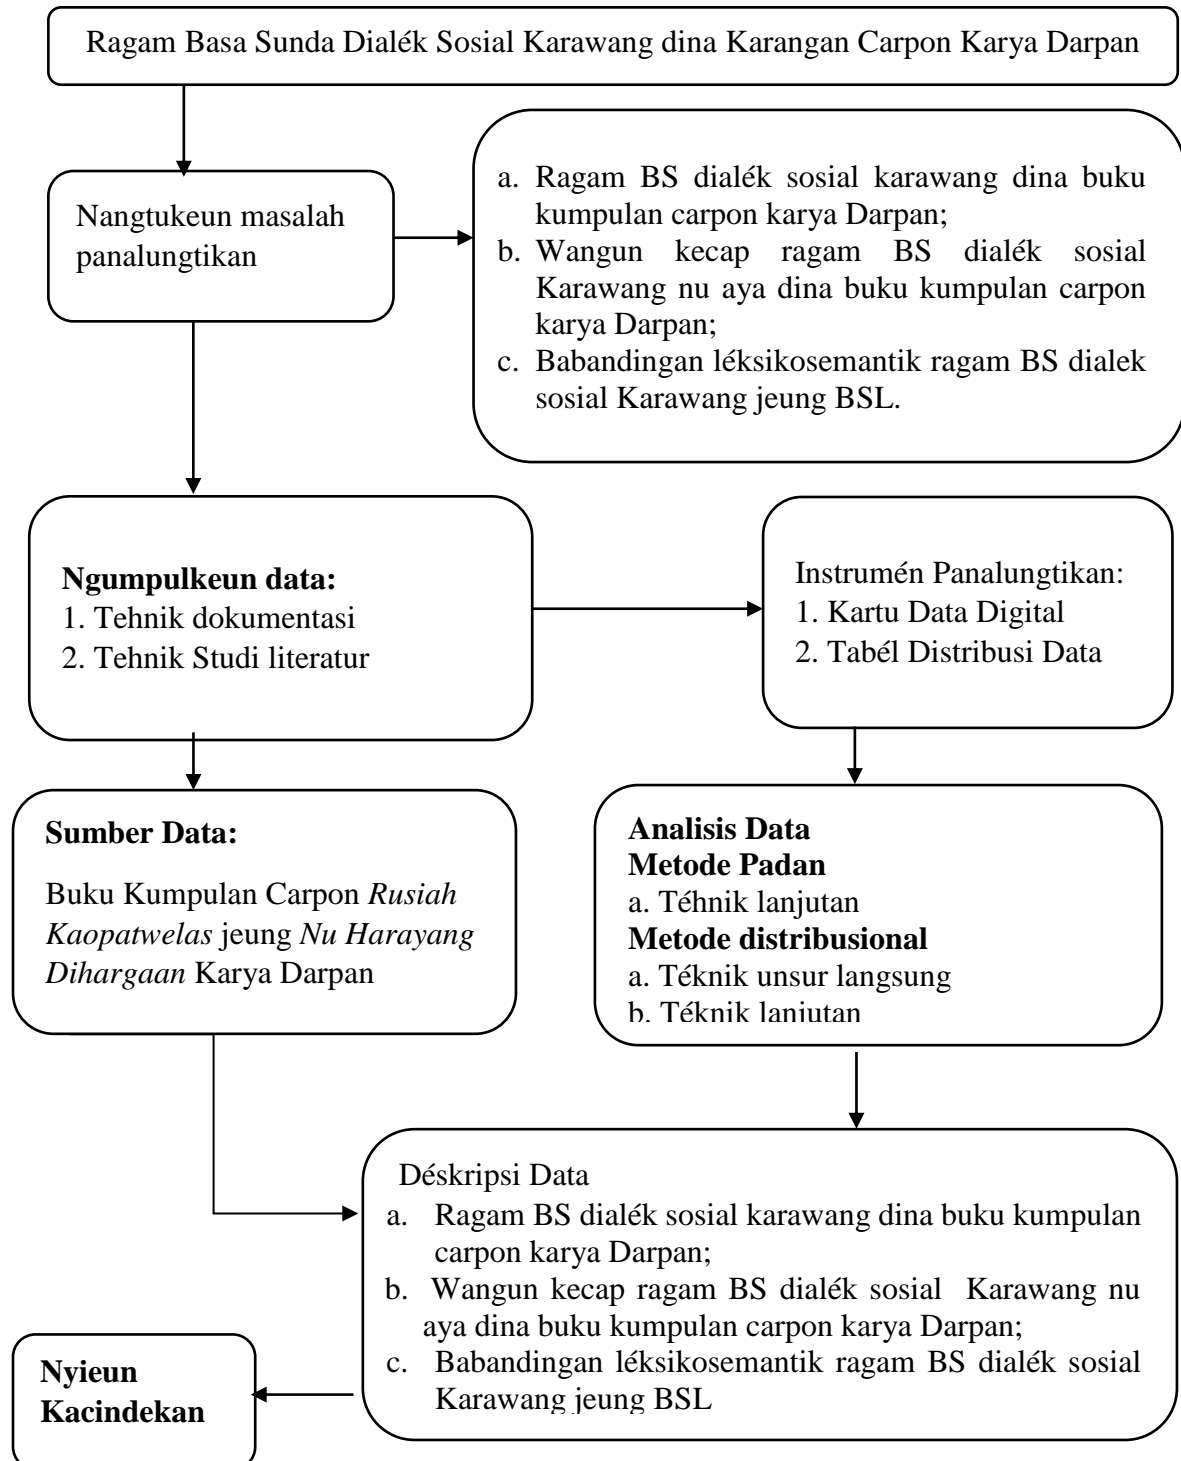 Ragam Basa Sunda Dialék Sosial Karawang dina Karangan Carpon Karya Darpan
Nangtukeun masalah
panalungtikan
a. Ragam BS dialék sosial karawang dina buku
kumpulan carpon karya Darpan;
b. Wangun kecap ragam BS dialék sosial
Karawang nu aya dina buku kumpulan carpon
karya Darpan;
c. Babandingan léksikosemantik ragam BS dialek
sosial Karawang jeung BSL.
Ngumpulkeun data:
1. Tehnik dokumentasi
2. Tehnik Studi literatur
Instrumén Panalungtikan:
1. Kartu Data Digital
2. Tabél Distribusi Data
Sumber Data:
Buku Kumpulan Carpon Rusiah
Kaopatwelas jeung Nu Harayang
Dihargaan Karya Darpan
Analisis Data
Metode Padan
a. Téhnik lanjutan
Metode distribusional
a. Téknik unsur langsung
b. Téknik lanjutan
Déskripsi Data
a. Ragam BS dialék sosial karawang dina buku
kumpulan carpon karya Darpan;
b. Wangun kecap ragam BS dialék sosial Karawang nu
aya dina buku kumpulan carpon karya Darpan;
c. Babandingan léksikosemantik ragam BS dialék sosial
Karawang jeung BSL
Nyieun
Kacindekan